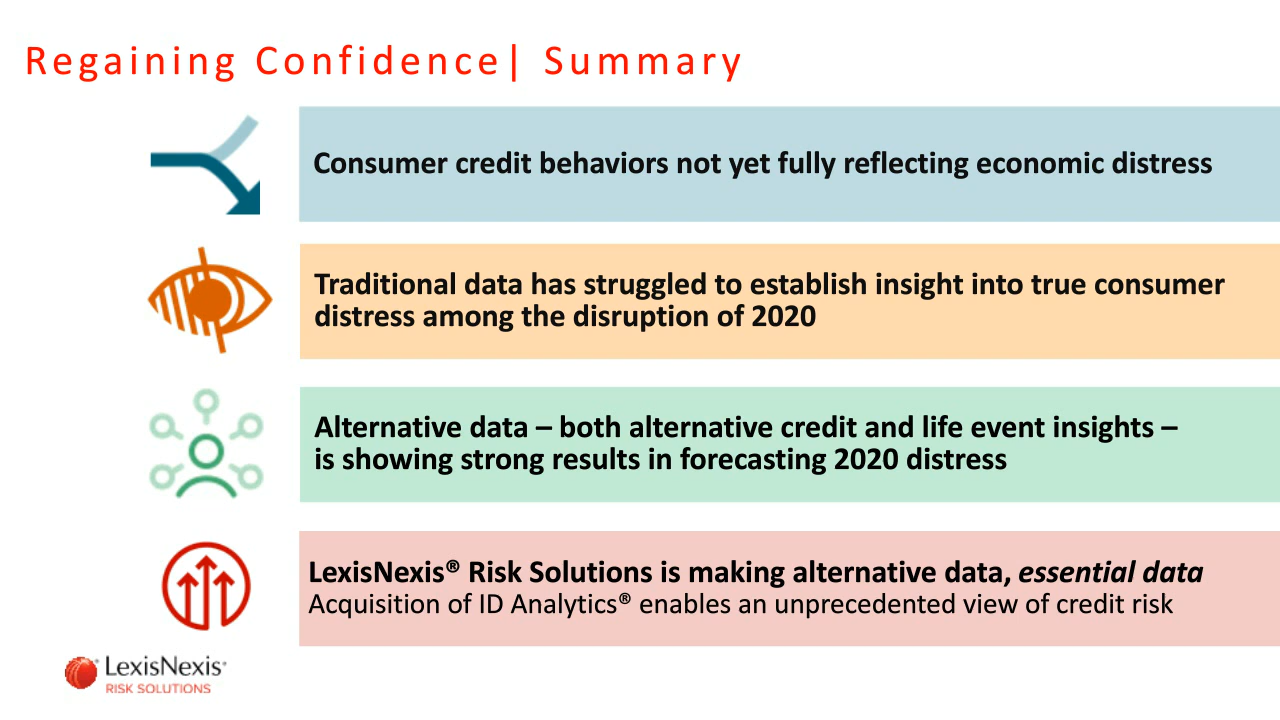 Regaining Confidence| Summary
Consumer credit behaviors not yet fully reflecting economic distress
Traditional data has struggled to establish insight into true consumer
distress among the disruption of 2020
Alternative data – both alternative credit and life event insights –
is showing strong results in forecasting 2020 distress
LexisNexis® Risk Solutions is making alternative data, essential data
Acquisition of ID Analytics® enables an unprecedented view of credit risk
LexisNexis®
RISK SOLUTIONS